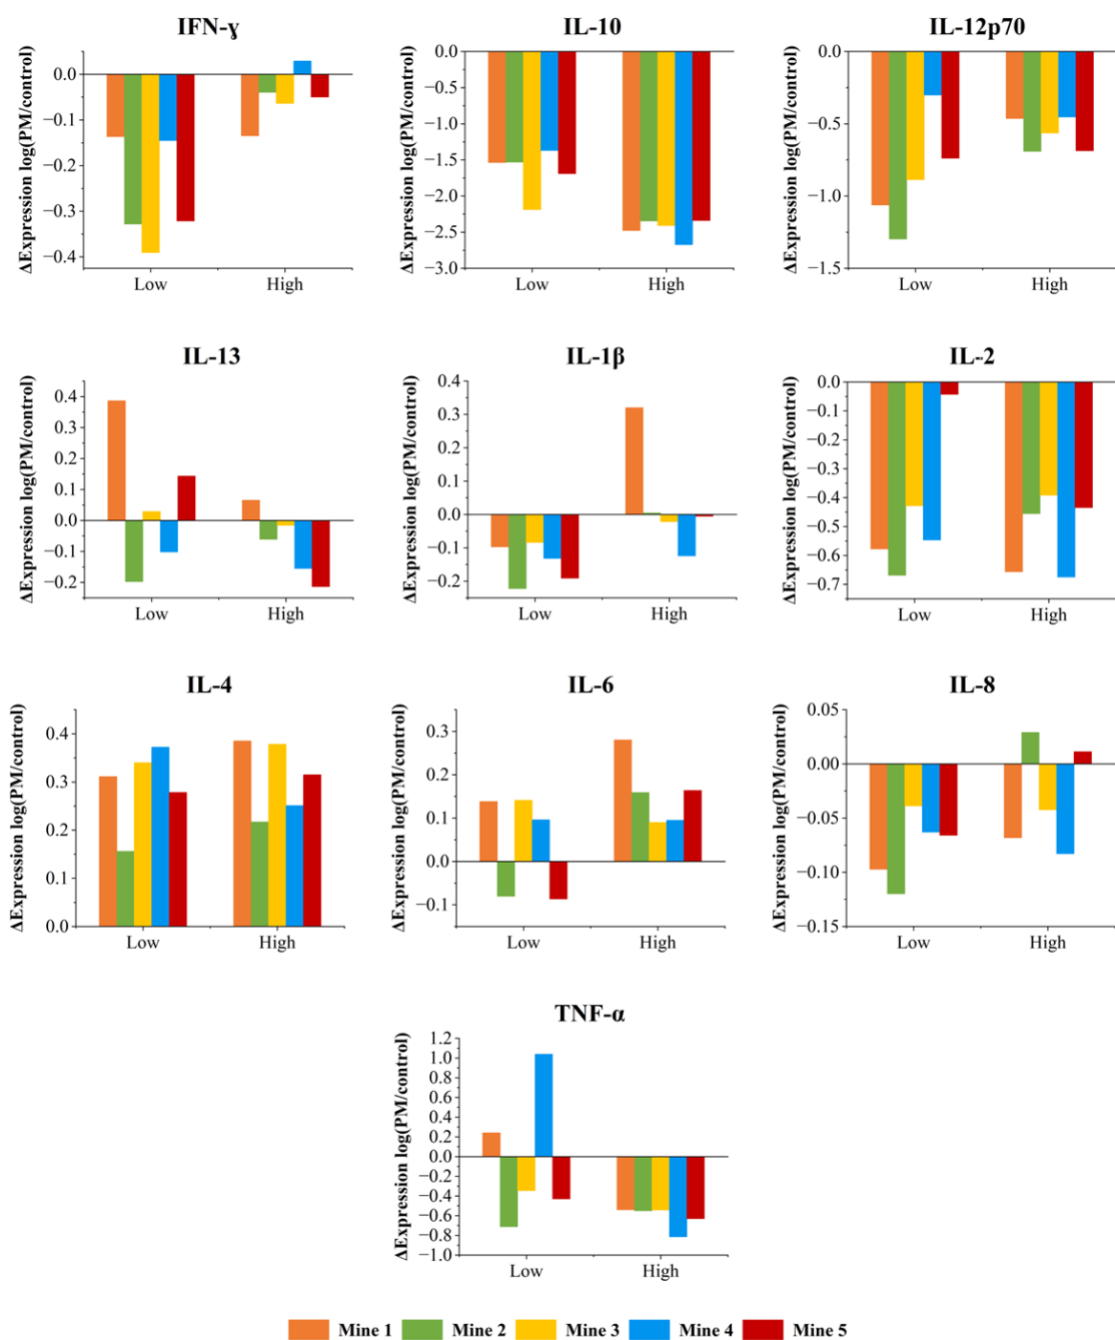 IFN-ɣ
ΔExpression log(PM/control)
0.0
−0.1
−0.2
−0.3
−0.4
Low
High
IL-10
ΔExpression log(PM/control)
0.0
−0.5
−1.0
−1.5
−2.0
−2.5
−3.0
Low
High
IL-12p70
ΔExpression log(PM/control)
0.0
−0.5
−1.0
−1.5
Low
High
IL-13
ΔExpression log(PM/control)
0.4
0.3
0.2
0.1
0.0
−0.1
−0.2
Low
High
IL-1β
ΔExpression log(PM/control)
0.4
0.3
0.2
0.1
0.0
−0.1
−0.2
Low
High
IL-2
ΔExpression log(PM/control)
0.0
−0.1
−0.2
−0.3
−0.4
−0.5
−0.6
−0.7
Low
High
IL-4
ΔExpression log(PM/control)
0.4
0.3
0.2
0.1
0.0
Low
High
IL-6
ΔExpression log(PM/control)
0.3
0.2
0.1
0.0
−0.1
Low
High
IL-8
ΔExpression log(PM/control)
0.05
0.00
−0.05
−0.10
−0.15
Low
High
TNF-α
ΔExpression log(PM/control)
1.2
1.0
0.8
0.6
0.4
0.2
0.0
−0.2
−0.4
−0.6
−0.8
−1.0
Low
High
Mine 1 Mine 2 Mine 3 Mine 4 Mine 5